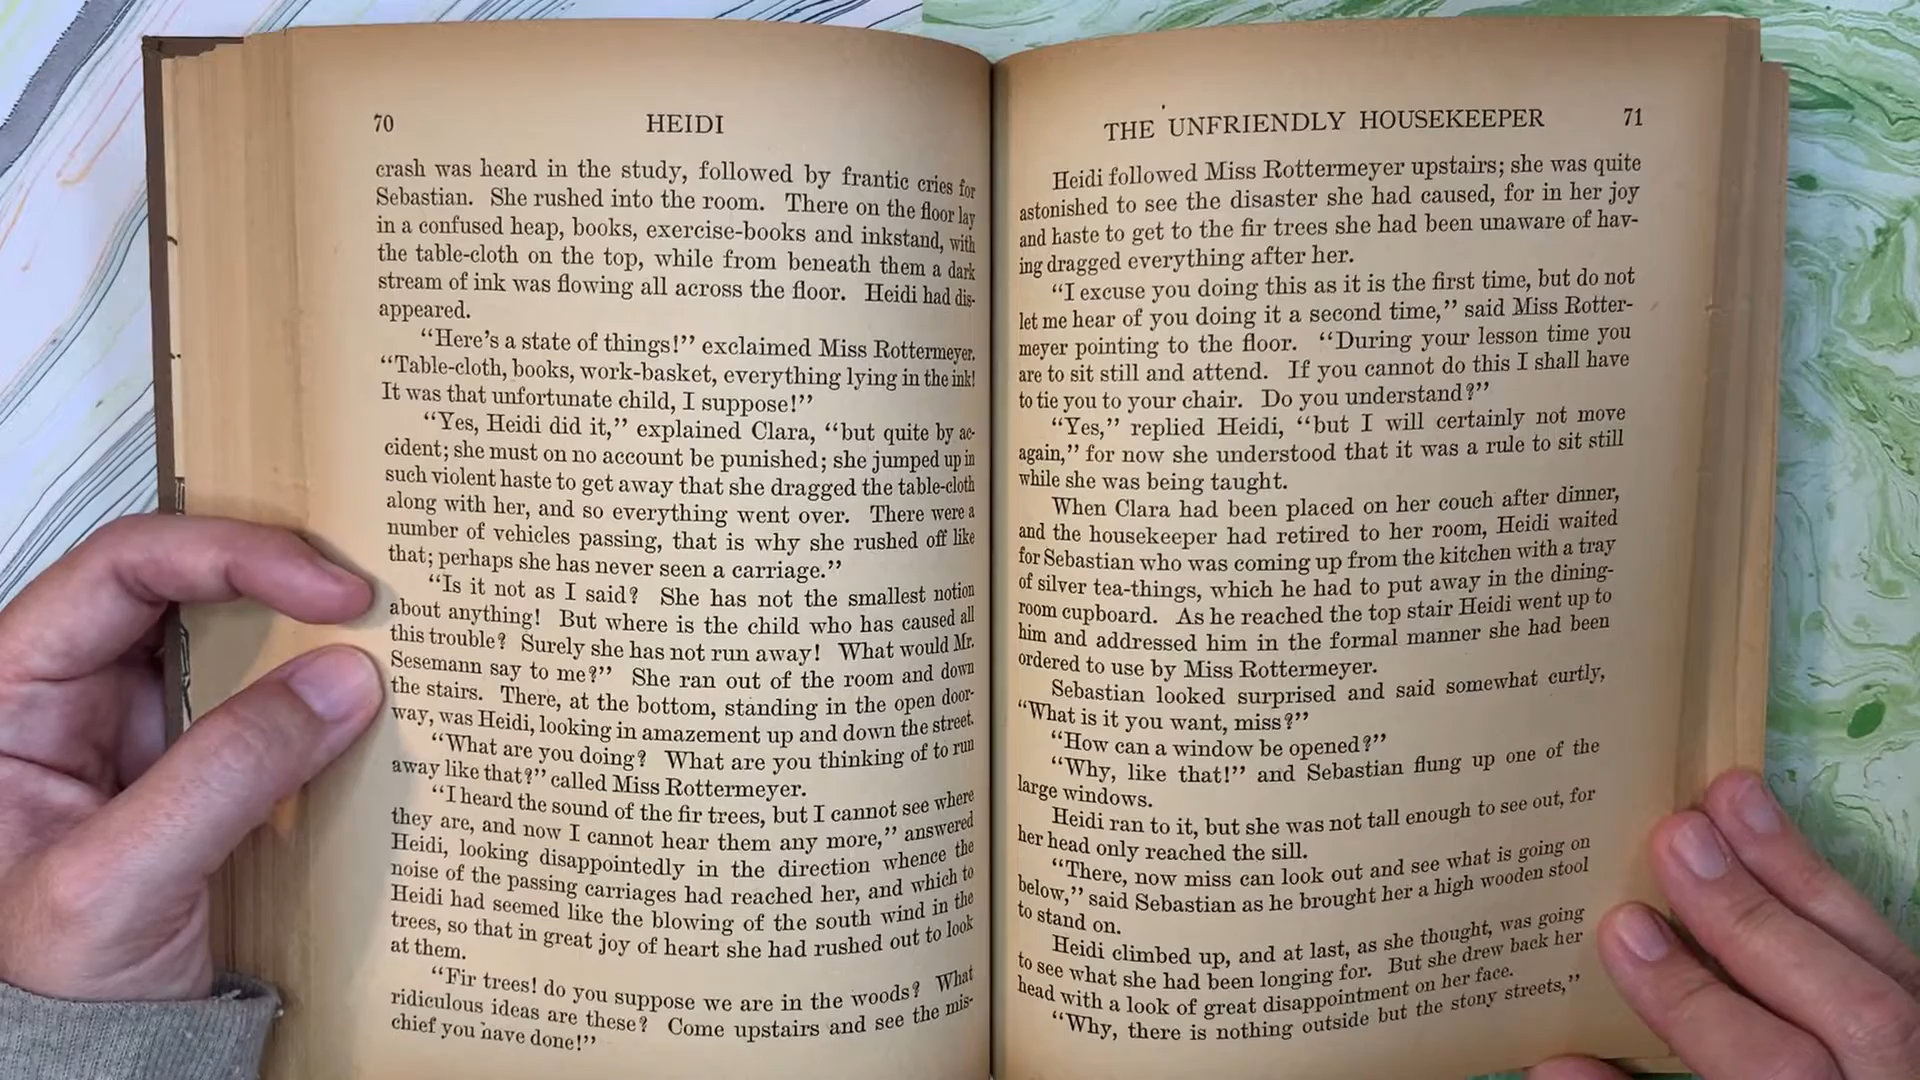 70
HEIDI
crash was heard in the study, followed by frantic cries for
Sebastian. She rushed into the room. There on the floor lay
in a confused heap, books, exercise-books and inkstand, with
the table-cloth on the top, while from beneath them a dark
stream of ink was flowing all across the floor. Heidi had dis-
appeared.
“Here’s a state of things!” exclaimed Miss Rottermeyer.
“Table-cloth, books, work-basket, everything lying in the ink!
It was that unfortunate child, I suppose!”
“Yes, Heidi did it,” explained Clara, “but quite by ac-
cident; she must on no account be punished; she jumped up in
such violent haste to get away that she dragged the table-cloth
along with her, and so everything went over. There were a
number of vehicles passing, that is why she rushed off like
that; perhaps she has never seen a carriage.”
“Is it not as I said? She has not the smallest notion
about anything! But where is the child who has caused all
this trouble? Surely she has not run away! What would Mr.
Sesemann say to me?” She ran out of the room and down
the stairs. There, at the bottom, standing in the open door-
way, was Heidi, looking in amazement up and down the street.
“What are you doing? What are you thinking of to run
away like that?” called Miss Rottermeyer.
“I heard the sound of the fir trees, but I cannot see where
they are, and now I cannot hear them any more,” answered
Heidi, looking disappointedly in the direction whence the
noise of the passing carriages had reached her, and which to
Heidi had seemed like the blowing of the south wind in the
trees, so that in great joy of heart she had rushed out to look
at them.
“Fir trees! do you suppose we are in the woods? What
ridiculous ideas are these? Come upstairs and see the mis-
chief you have done!”
THE UNFRIENDLY HOUSEKEEPER
71
Heidi followed Miss Rottermeyer upstairs; she was quite
astonished to see the disaster she had caused, for in her joy
and haste to get to the fir trees she had been unaware of hav-
ing dragged everything after her.
“I excuse you doing this as it is the first time, but do not
let me hear of you doing it a second time,” said Miss Rotter-
meyer pointing to the floor. “During your lesson time you
are to sit still and attend. If you cannot do this I shall have
to tie you to your chair. Do you understand?”
“Yes,” replied Heidi, “but I will certainly not move
again,” for now she understood that it was a rule to sit still
while she was being taught.
When Clara had been placed on her couch after dinner,
and the housekeeper had retired to her room, Heidi waited
for Sebastian who was coming up from the kitchen with a tray
of silver tea-things, which he had to put away in the dining-
room cupboard. As he reached the top stair Heidi went up to
him and addressed him in the formal manner she had been
ordered to use by Miss Rottermeyer.
Sebastian looked surprised and said somewhat curtly,
“What is it you want, miss?”
“How can a window be opened?”
“Why, like that!” and Sebastian flung up one of the
large windows.
Heidi ran to it, but she was not tall enough to see out, for
her head only reached the sill.
“There, now miss can look out and see what is going on
below,” said Sebastian as he brought her a high wooden stool
to stand on.
Heidi climbed up, and at last, as she thought, was going
to see what she had been longing for. But she drew back her
head with a look of great disappointment on her face.
“Why, there is nothing outside but the stony streets,”